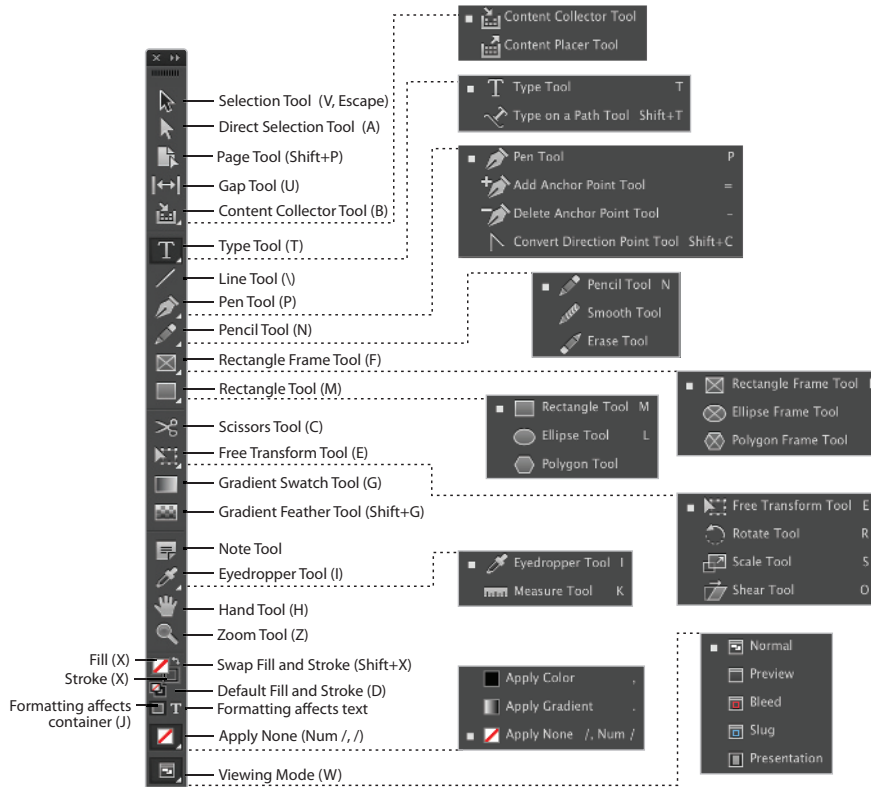 Content Collector Tool
Content Placer Tool
Selection Tool (V, Escape)
Direct Selection Tool (A)
Page Tool (Shift+P)
Gap Tool (U)
Content Collector Tool (B)
Type Tool T
Type on a Path Tool Shift+T
Type Tool (T)
Line Tool (\)
Pen Tool (P)
Pencil Tool (N)
Rectangle Frame Tool (F)
Rectangle Tool (M)
Pen Tool P
Add Anchor Point Tool =
Delete Anchor Point Tool -
Convert Direction Point Tool Shift+C
Pencil Tool N
Smooth Tool
Erase Tool
Rectangle Frame Tool
Ellipse Frame Tool
Polygon Frame Tool
Rectangle Tool M
Ellipse Tool L
Polygon Tool
Scissors Tool (C)
Free Transform Tool (E)
Gradient Swatch Tool (G)
Gradient Feather Tool (Shift+G)
Free Transform Tool E
Rotate Tool R
Scale Tool S
Shear Tool O
Note Tool
Eyedropper Tool (I)
Hand Tool (H)
Zoom Tool (Z)
Eyedropper Tool I
Measure Tool K
Fill (X)
Stroke (X)
Formatting affects
container (J)
Swap Fill and Stroke (Shift+X)
Default Fill and Stroke (D)
Formatting affects text
Apply None (Num /, /)
Viewing Mode (W)
Apply Color ,
Apply Gradient .
Apply None /, Num /
Normal
Preview
Bleed
Slug
Presentation